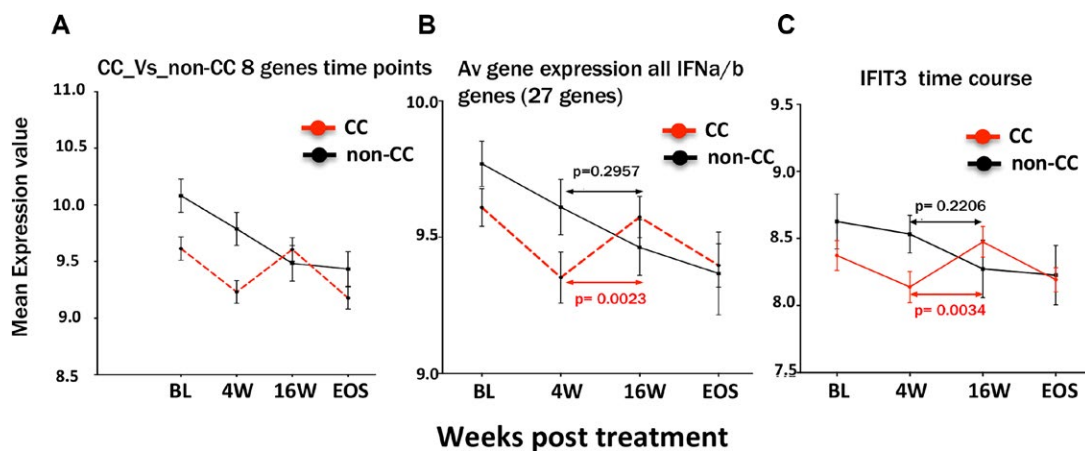 A
CC_Vs_non-CC 8 genes time points
11.0
10.5
10.0
9.5
9.0
8.5
Mean Expression value
CC
non-CC
BL 4W 16W EOS
B
Av gene expression all IFNa/b
genes (27 genes)
10.0
9.5
9.0
CC
non-CC
p=0.2957
p= 0.0023
BL 4W 16W EOS
C
IFIT3 time course
9.5
9.0
8.5
8.0
7.5
CC
non-CC
p= 0.2206
p= 0.0034
BL 4W 16W EOS
Weeks post treatment